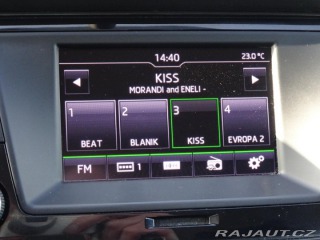 14:40
23.0 °C
KISS
MORANDI and ENELI -
1
2
3
4
BEAT
BLANIK
KISS
EVROPA 2
FM
1
RAJAUT.CZ